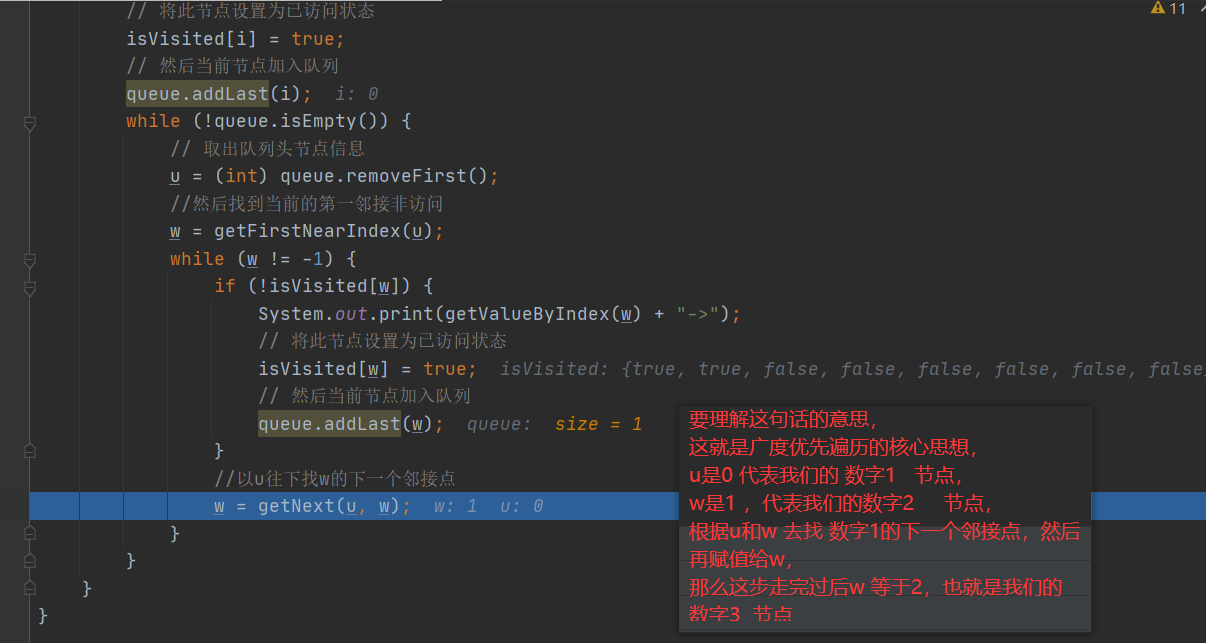 // 将此节点设置为已访问状态
11
isVisited[i] = true;
// 然后当前节点加入队列
queue.addLast(i);  i: 0
while (!queue.isEmpty()) {
// 取出队列头节点信息
u = (int) queue.removeFirst();
//然后找到当前的第一邻接非访问
w = getFirstNearIndex(u);
while (w != -1) {
if (!isVisited[w]) {
System.out.print(getValueByIndex(w) + "->");
// 将此节点设置为已访问状态
isVisited[w] = true;  isVisited: {true, true, false, false, false, false, false, false,
// 然后当前节点加入队列
queue.addLast(w);  queue:  size = 1
}
//以u往下找w的下一个邻接点
w = getNext(u, w);  w: 1  u: 0
}
}
}
}
要理解这句话的意思，
这就是广度优先遍历的核心思想，
u是0 代表我们的 数字1 节点，
w是1 ，代表我们的数字2 节点，
根据u和w 去找 数字1的下一个邻接点，然后
再赋值给w，
那么这步走完过后w 等于2，也就是我们的
数字3 节点